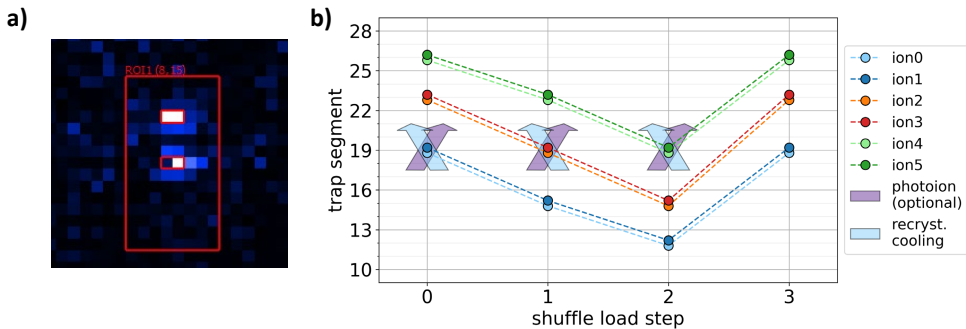 a)
ROI1 (8,15)
b)
trap segment
28
25
22
19
16
13
10
0
1
2
3
shuffle load step
ion0
ion1
ion2
ion3
ion4
ion5
photoion
(optional)
recryst.
cooling